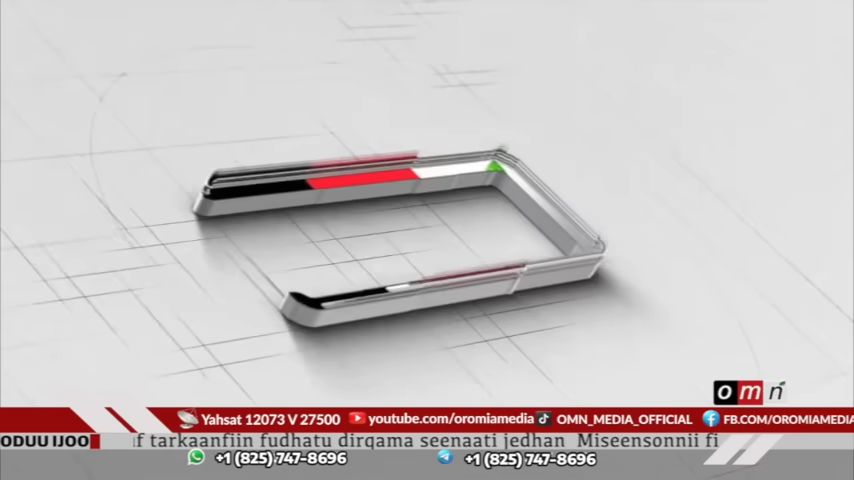 omn
Yahsat 12073 V 27500 youtube.com/oromiamedia OMN_MEDIA_OFFICIAL FB.COM/OROMIAMEDIA
ODUU IJOO f tarkaanfiin fudhatu dirqama seenaati jedhan Miseensonnii fi
+1 (825) 747-8696 +1 (825) 747-8696